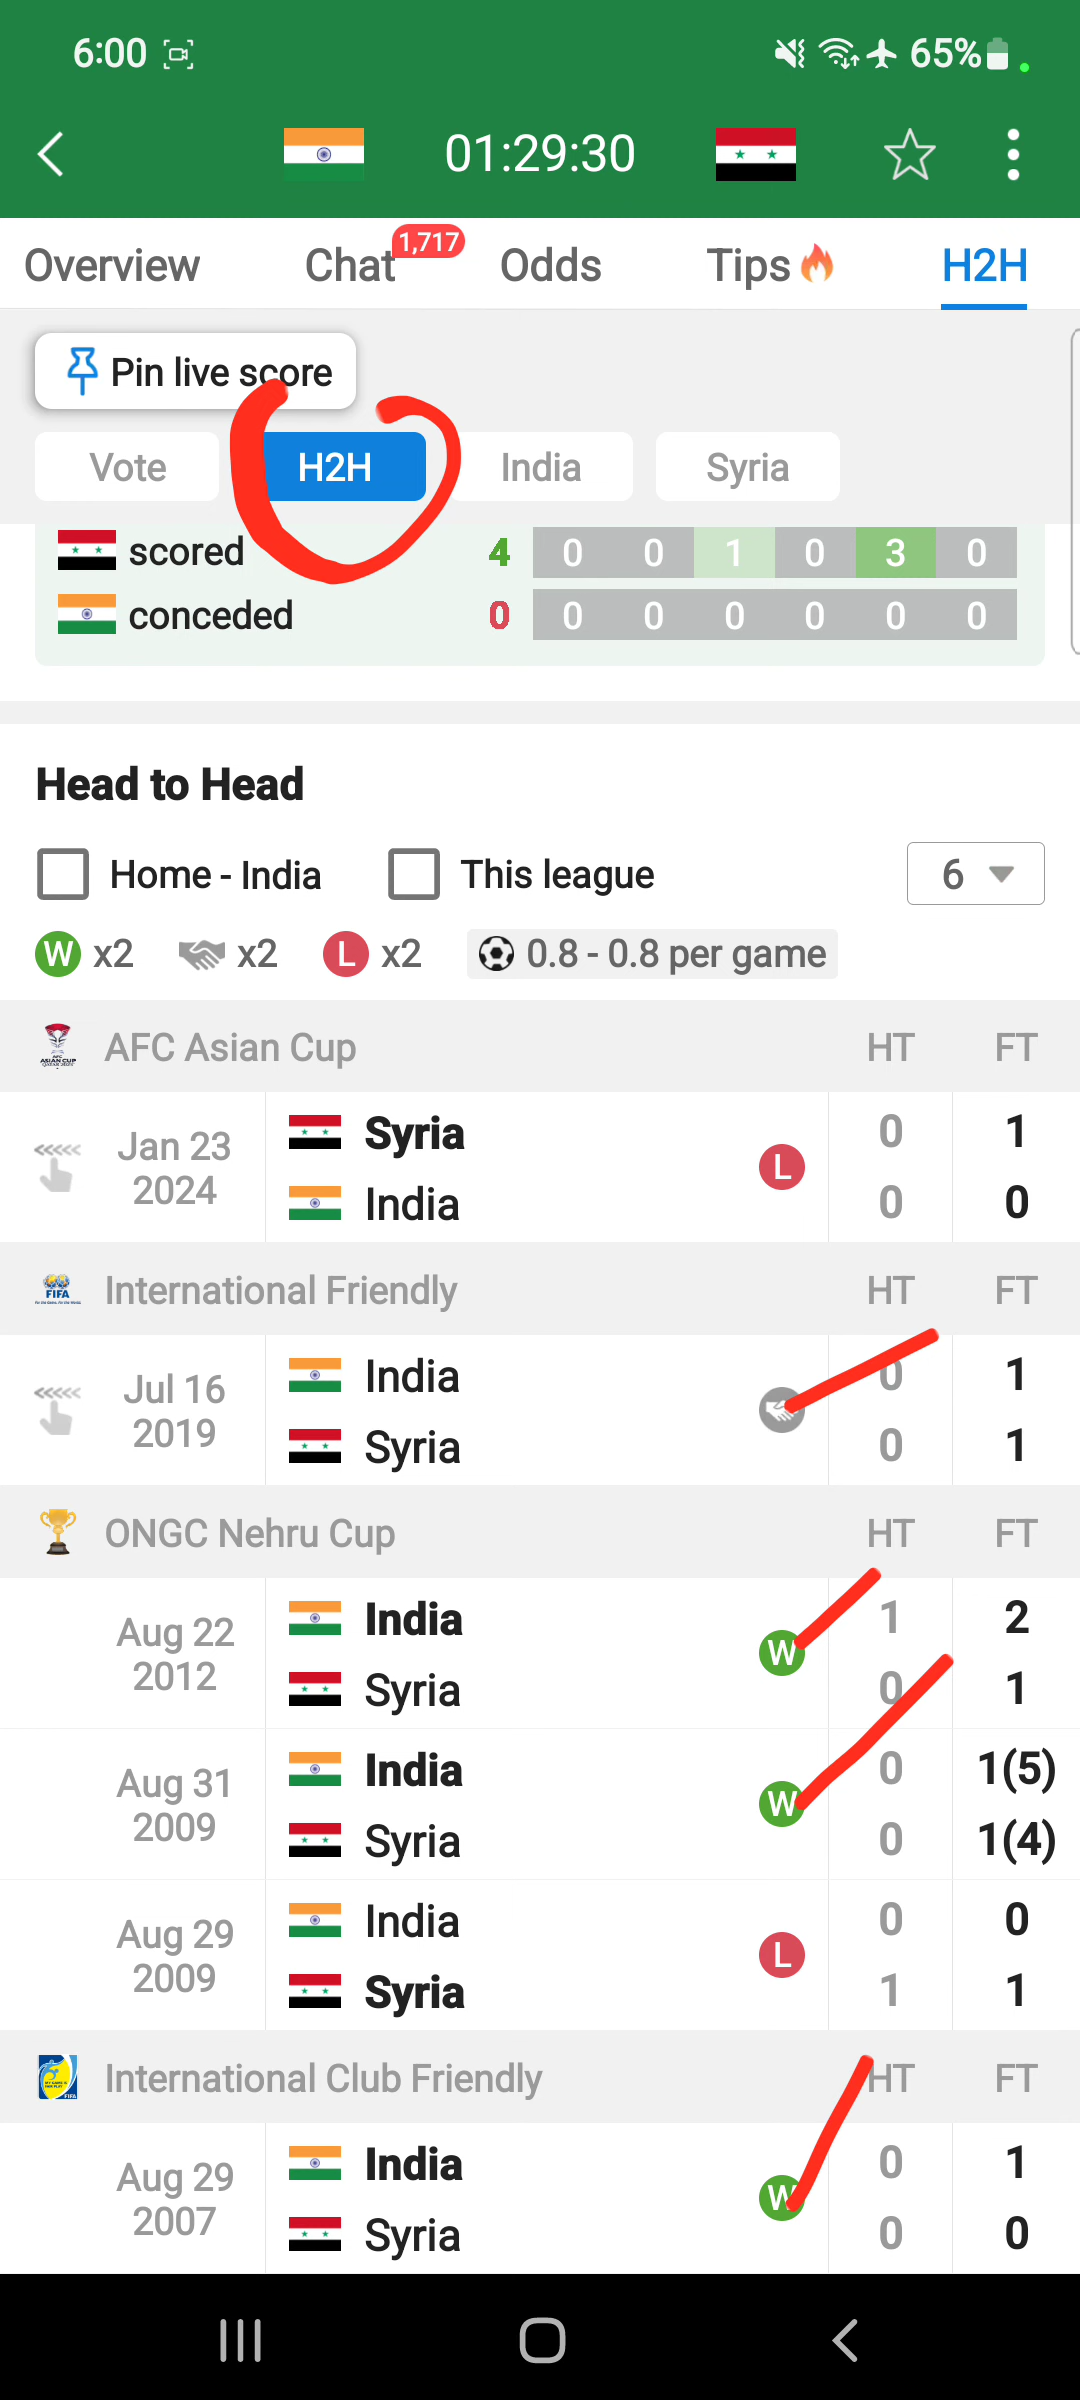 6:00 65%
01:29:30
Overview Chat 1,717 Odds Tips H2H
Pin live score
Vote H2H India Syria
scored 4 0 0 1 0 3 0
conceded 0 0 0 0 0 0 0
Head to Head
Home - India This league 6
W x2 x2 L x2 0.8 - 0.8 per game
AFC Asian Cup HT FT
Jan 23 2024
Syria 0 1
L
India 0 0
FIFA International Friendly HT FT
Jul 16 2019
India 0 1
Syria 0 1
ONGC Nehru Cup HT FT
Aug 22 2012
India 1 2
W
Syria 0 1
Aug 31 2009
India 0 1(5)
W
Syria 0 1(4)
Aug 29 2009
India 0 0
L
Syria 1 1
International Club Friendly HT FT
Aug 29 2007
India 0 1
W
Syria 0 0